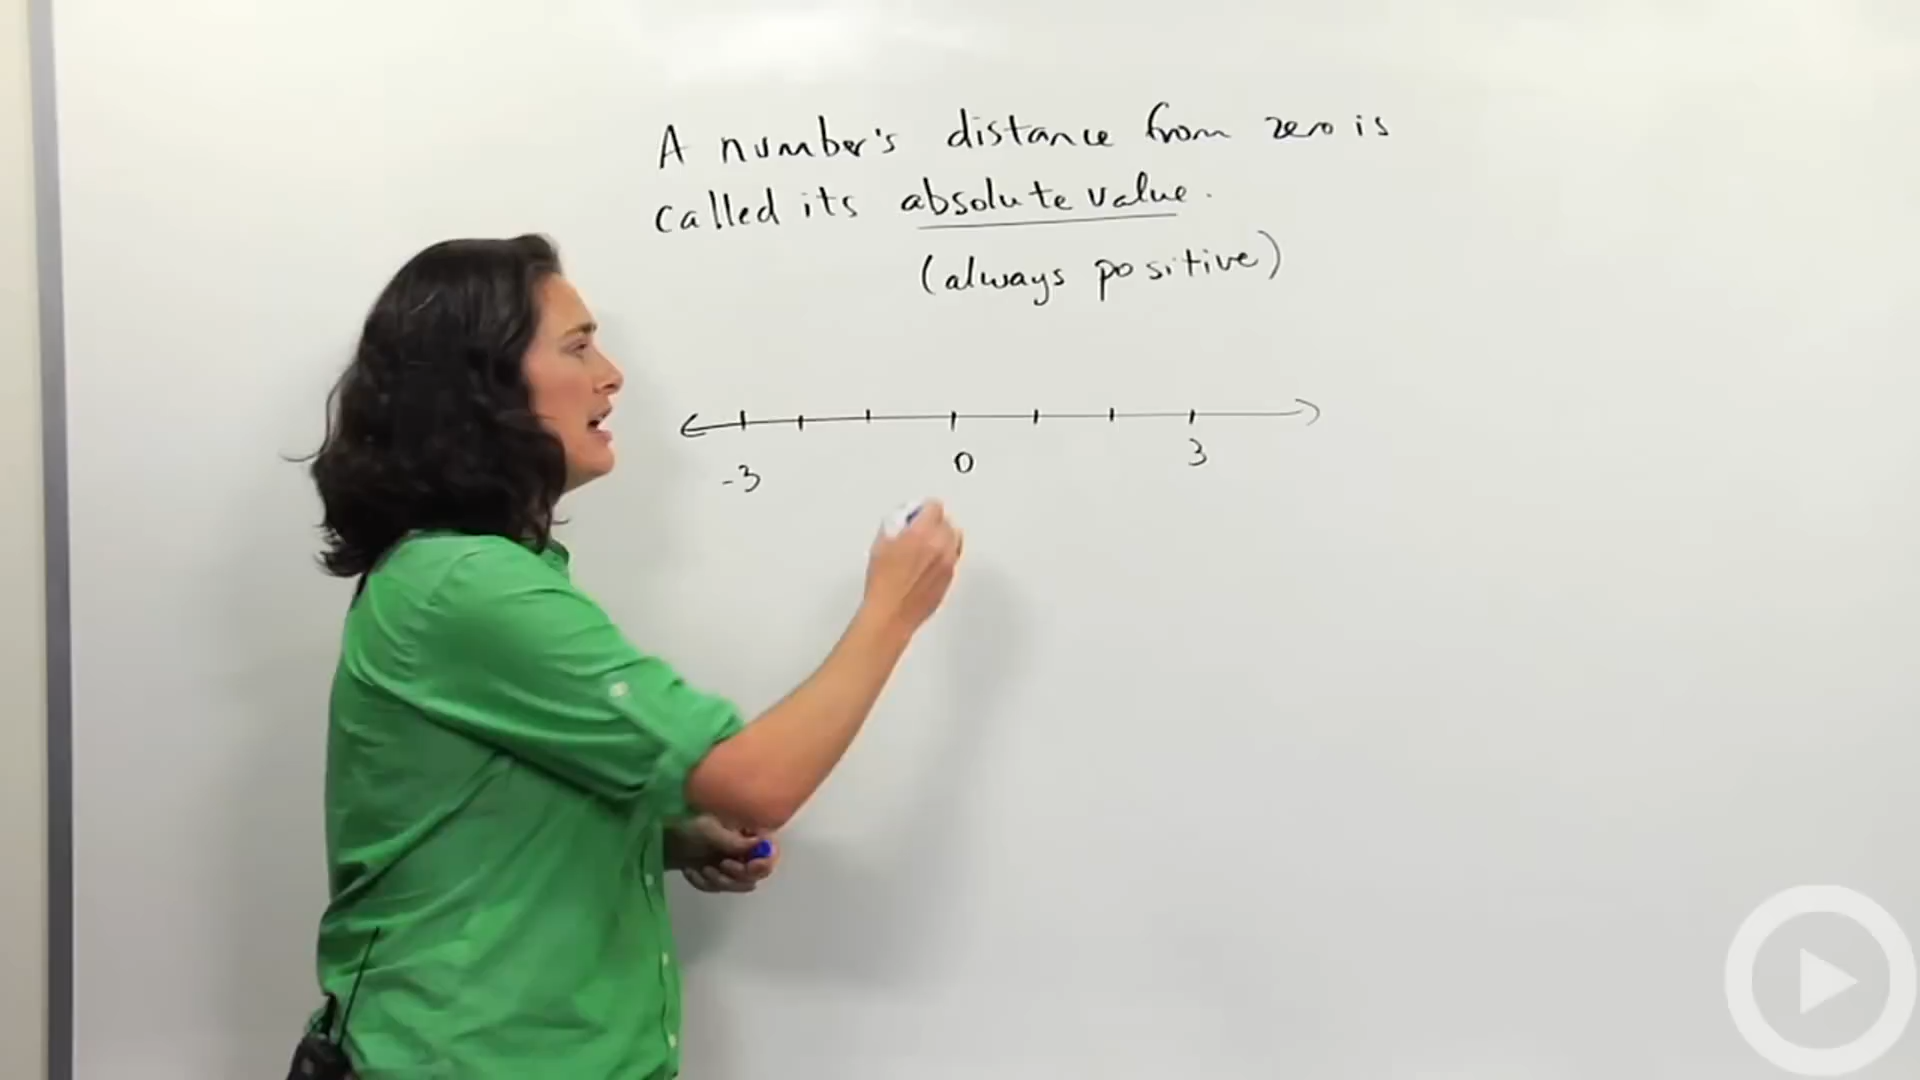 A number's distance from zero is
called its absolute value.
(always positive)
-3 0 3